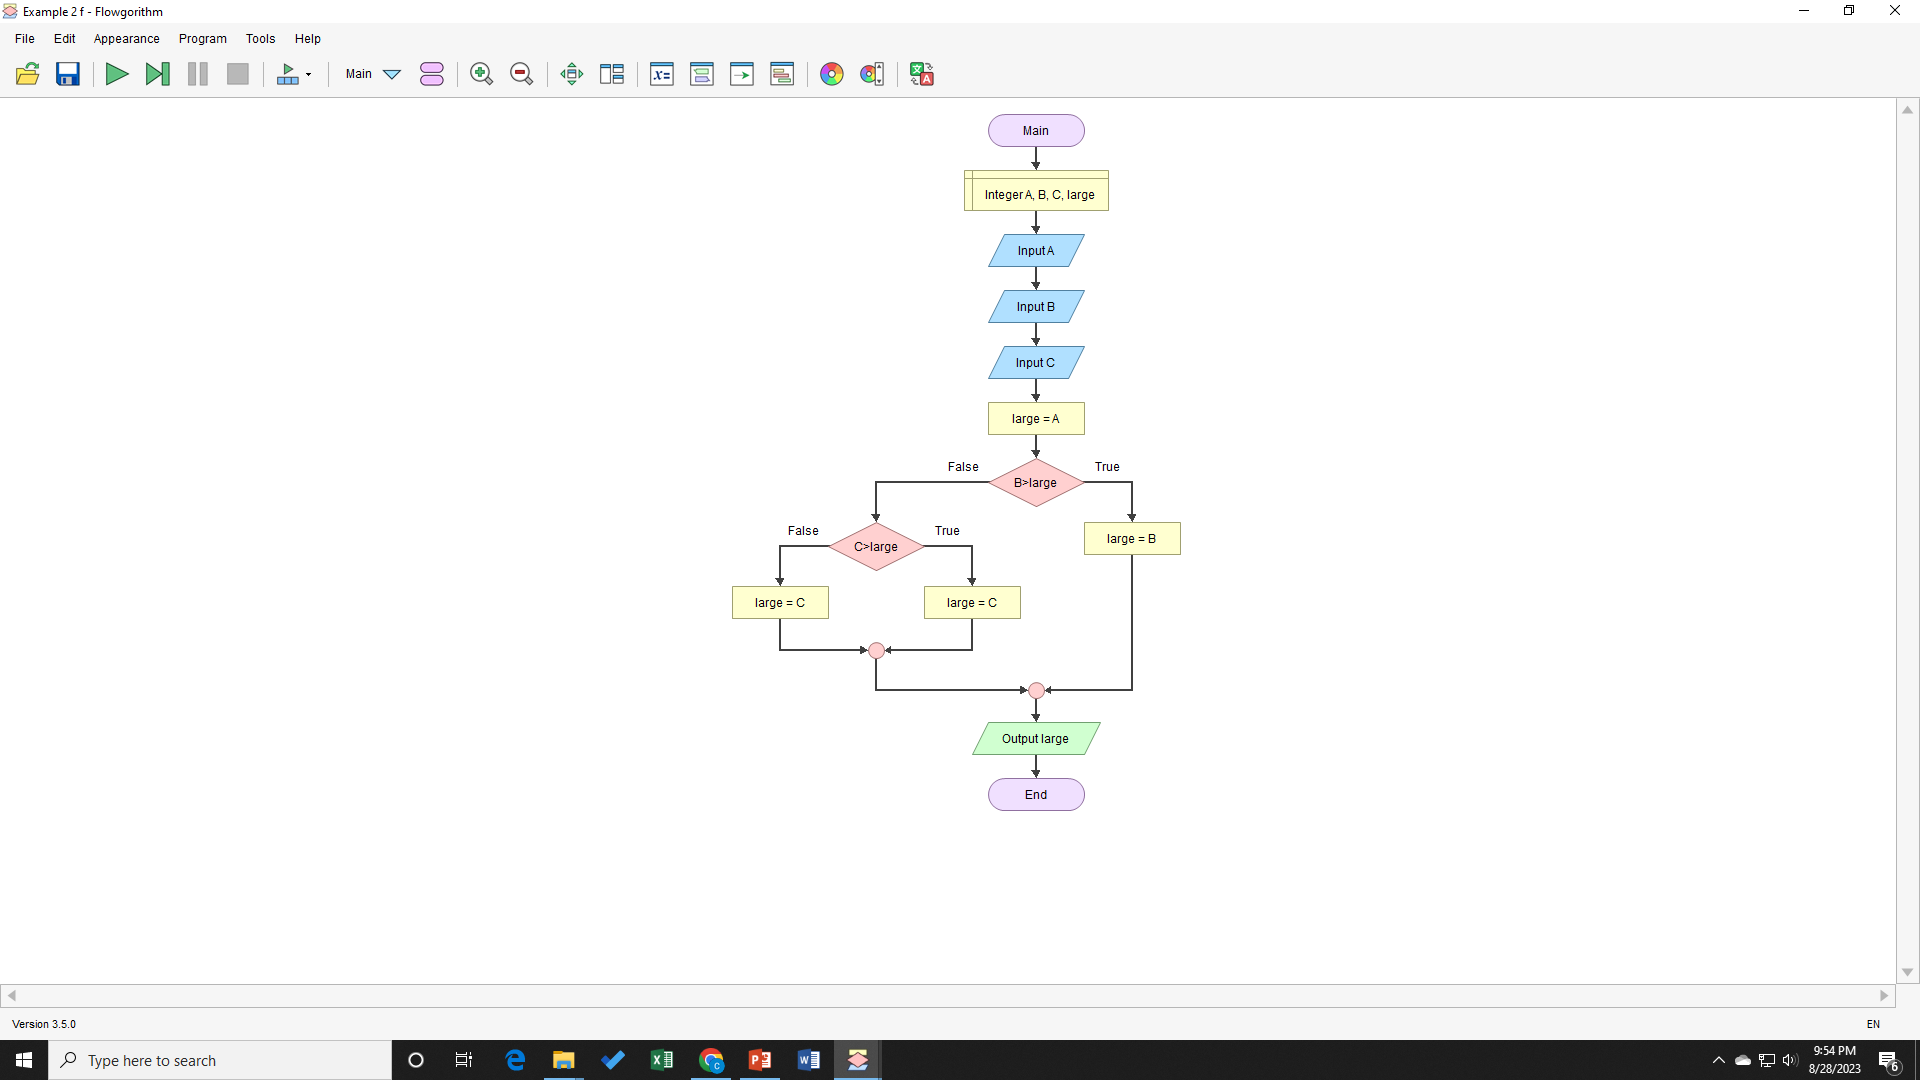 Example 2 f - Flowgorithm
File Edit Appearance Program Tools Help
Main
x=
A
Main
Integer A, B, C, large
Input A
Input B
Input C
large = A
False True
B>large
False True
large = B
C>large
large = C large = C
Output large
End
Version 3.5.0
EN
Type here to search
9:54 PM
8/28/2023
6